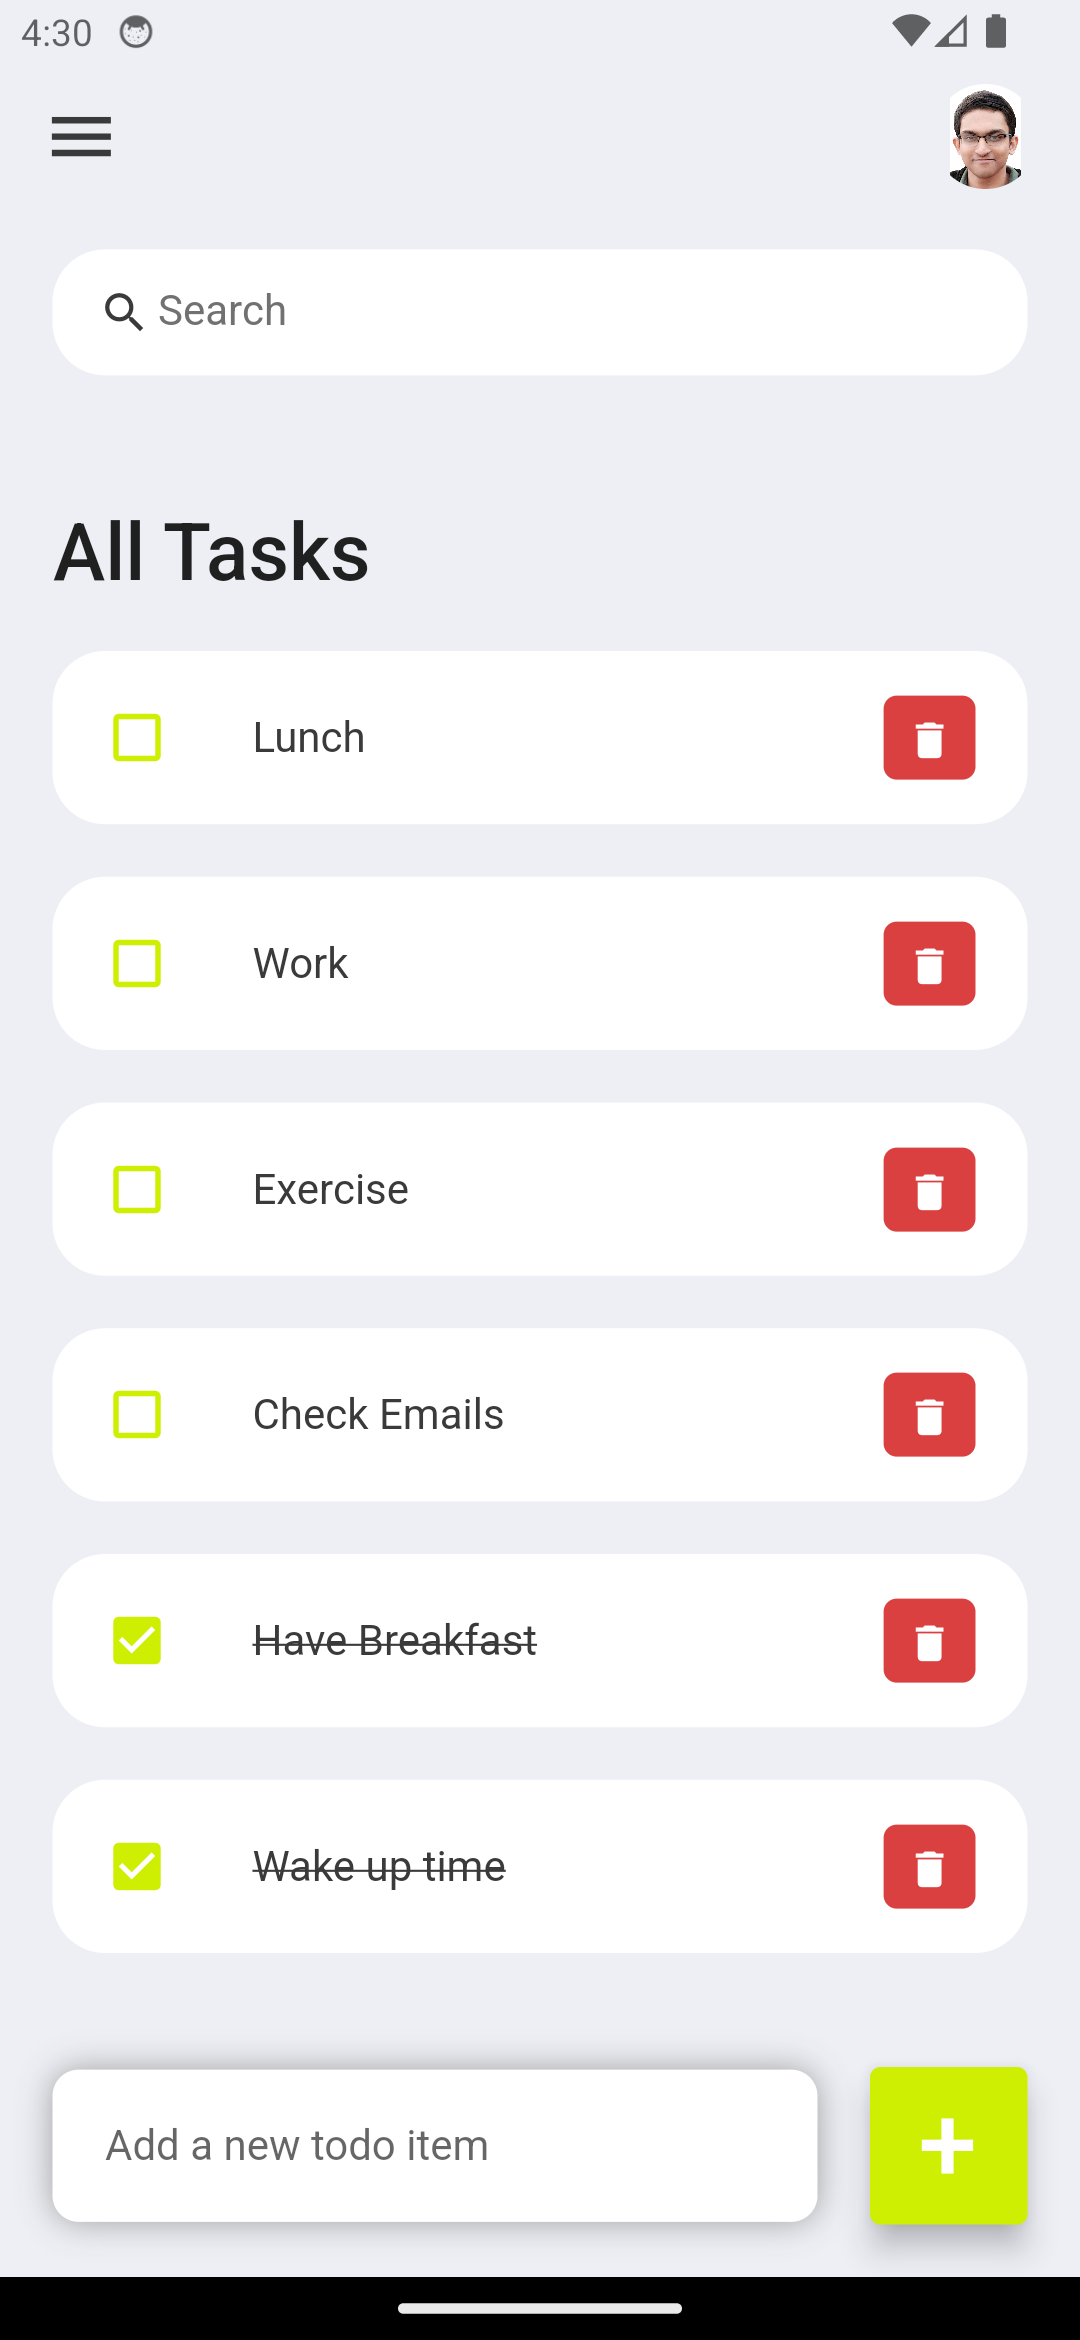 4:30
Search
All Tasks
Lunch
Work
Exercise
Check Emails
Have Breakfast
Wake up time
Add a new todo item